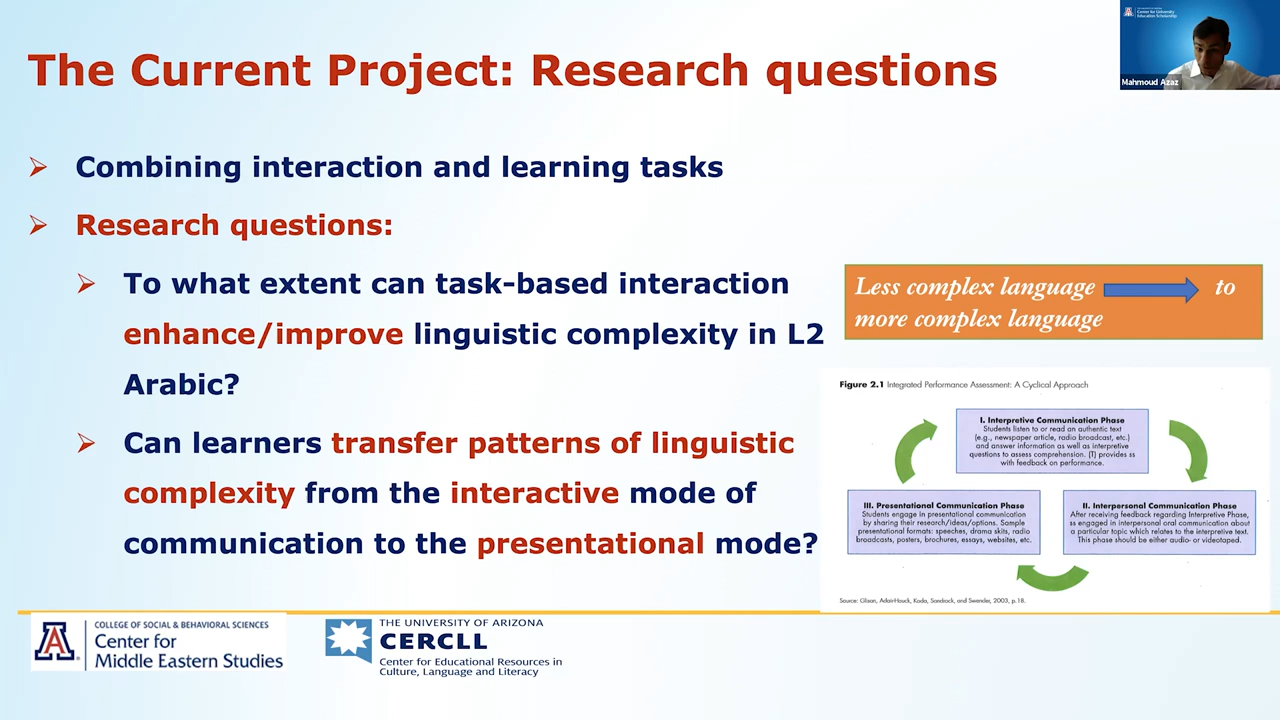 The Current Project: Research questions
Combining interaction and learning tasks
Research questions:
To what extent can task-based interaction
enhance/improve linguistic complexity in L2
Arabic?
Can learners transfer patterns of linguistic
complexity from the interactive mode of
communication to the presentational mode?
Less complex language to
more complex language
Figure 2.1 Integrated Performance Assessment: A Cyclical Approach
I. Interpretive Communication Phase
Students listen to or read an authentic text
(e.g., newspaper article, radio broadcast, etc.)
and answer information as well as interpretive
questions to assess comprehension. (T) provides ss
with feedback on performance.
III. Presentational Communication Phase
Students engage in presentational communication
by sharing their research/ideas/options. Sample
presentational formats: speeches, drama skits, radio
broadcasts, posters, brochures, essays, websites, etc.
II. Interpersonal Communication Phase
After receiving feedback regarding Interpretive Phase,
ss engaged in interpersonal oral communication about
a particular topic which relates to the interpretive text.
This phase should be either audio- or videotaped.
Source: Glisan, Adair-Hauck, Koda, Sandrock, and Swender, 2003, p.18.
COLLEGE OF SOCIAL & BEHAVIORAL SCIENCES
Center for
Middle Eastern Studies
THE UNIVERSITY OF ARIZONA
CERCLL
Center for Educational Resources in
Culture, Language and Literacy
Center for University
Education Scholarship
Mahmoud Azaz